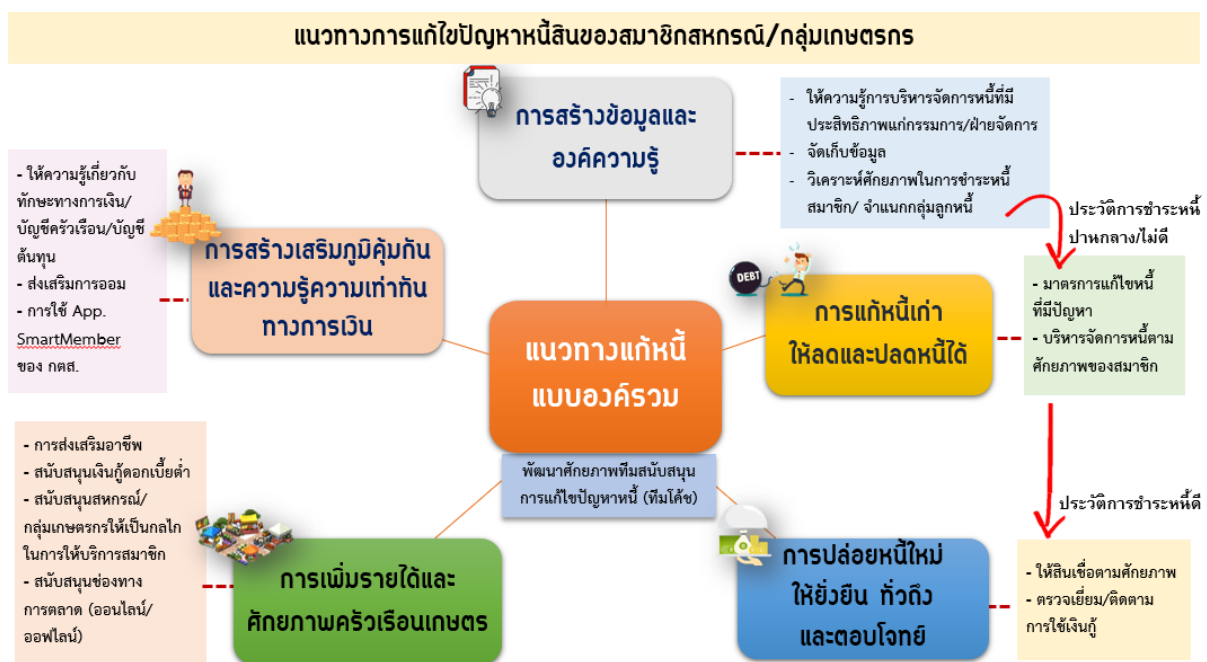 แนวทางการแก้ไขปัญหาหนี้สินของสมาชิกสหกรณ์/กลุ่มเกษตรกร
การสร้างข้อมูลและ
องค์ความรู้
- ให้ความรู้การบริหารจัดการหนี้ที่มี
ประสิทธิภาพแก่กรรมการ/ฝ่ายจัดการ
- จัดเก็บข้อมูล
- วิเคราะห์ศักยภาพในการชำระหนี้
สมาชิก/ จำแนกกลุ่มลูกหนี้
ประวัติการชำระหนี้
ปานกลาง/ไม่ดี
- ให้ความรู้เกี่ยวกับ
ทักษะทางการเงิน/
บัญชีครัวเรือน/บัญชี
ต้นทุน
- ส่งเสริมการออม
- การใช้ App.
SmartMember
ของ กตส.
การสร้างเสริมภูมิคุ้มกัน
และความรู้ความเท่าทัน
ทางการเงิน
DEBT
การแก้หนี้เก่า
ให้ลดและปลดหนี้ได้
- มาตรการแก้ไขหนี้
ที่มีปัญหา
- บริหารจัดการหนี้ตาม
ศักยภาพของสมาชิก
แนวทางแก้หนี้
แบบองค์รวม
พัฒนาศักยภาพทีมสนับสนุน
การแก้ไขปัญหาหนี้ (ทีมโค้ช)
ประวัติการชำระหนี้ดี
- การส่งเสริมอาชีพ
- สนับสนุนเงินกู้ดอกเบี้ยต่ำ
- สนับสนุนสหกรณ์/
กลุ่มเกษตรกรให้เป็นกลไก
ในการให้บริการสมาชิก
- สนับสนุนช่องทาง
การตลาด (ออนไลน์/
ออฟไลน์)
การเพิ่มรายได้และ
ศักยภาพครัวเรือนเกษตร
การปล่อยหนี้ใหม่
ให้ยั่งยืน ทั่วถึง
และตอบโจทย์
- ให้สินเชื่อตามศักยภาพ
- ตรวจเยี่ยม/ติดตาม
การใช้เงินกู้